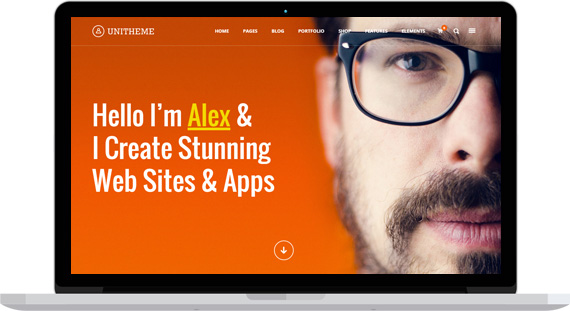 UNITHEME
HOME PAGES BLOG PORTFOLIO SHOP FEATURES ELEMENTS
Hello I'm Alex &
I Create Stunning
Web Sites & Apps